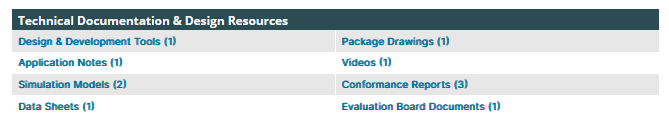 Technical Documentation & Design Resources
Design & Development Tools (1)
Package Drawings (1)
Application Notes (1)
Videos (1)
Simulation Models (2)
Conformance Reports (3)
Data Sheets (1)
Evaluation Board Documents (1)